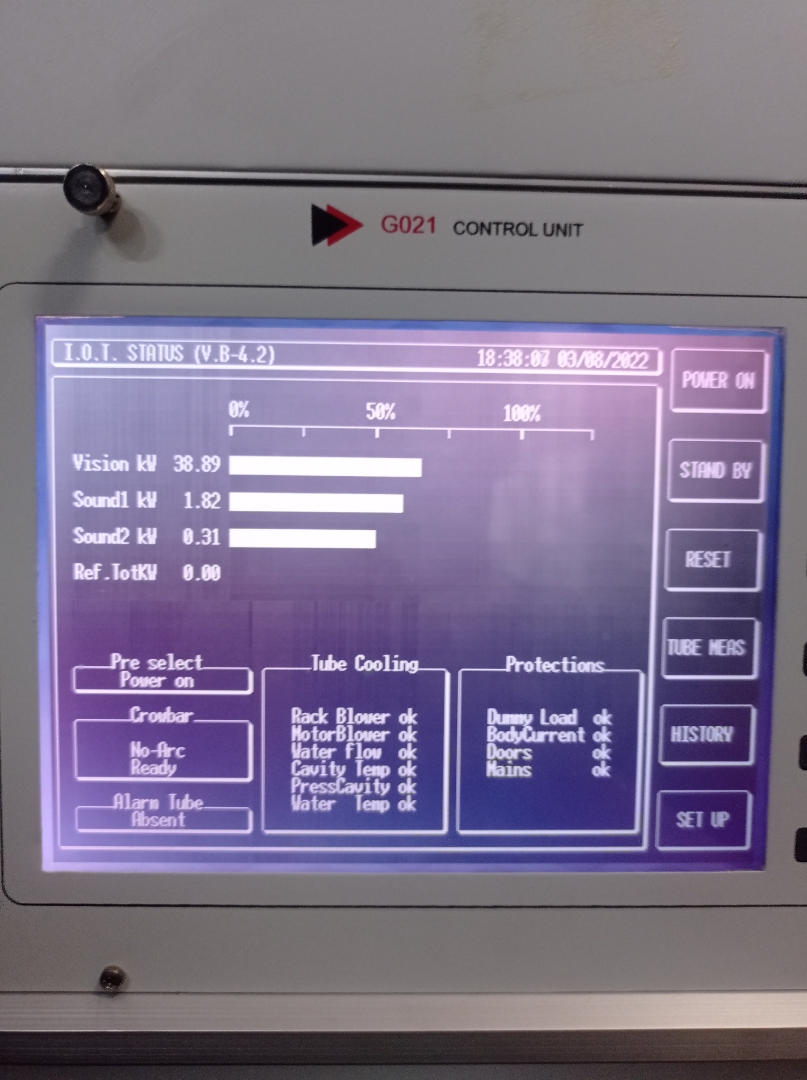 G021 CONTROL UNIT
I.O.T. STATUS (V.B-4.2) 18:38:07 03/08/2022
POWER ON
0% 50% 100%
Vision kW 38.89
STAND BY
Sound1 kW 1.82
Sound2 kW 0.31
RESET
Ref.TotKW 0.00
TUBE MEAS
Pre select
Power on
Crowbar
No-Arc
Ready
Alarm Tube
Absent
Tube Cooling
Rack Blower ok
MotorBlower ok
Water flow ok
Cavity Temp ok
PressCavity ok
Water Temp ok
Protections
Dummy Load ok
BodyCurrent ok
Doors ok
Mains ok
HISTORY
SET UP